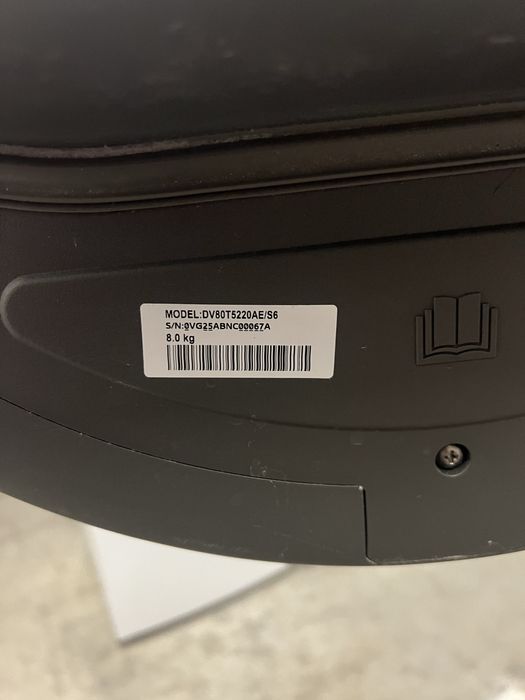 MODEL:DV80T5220AE/S6
S/N:0VG25ABNC00067A
8.0 kg